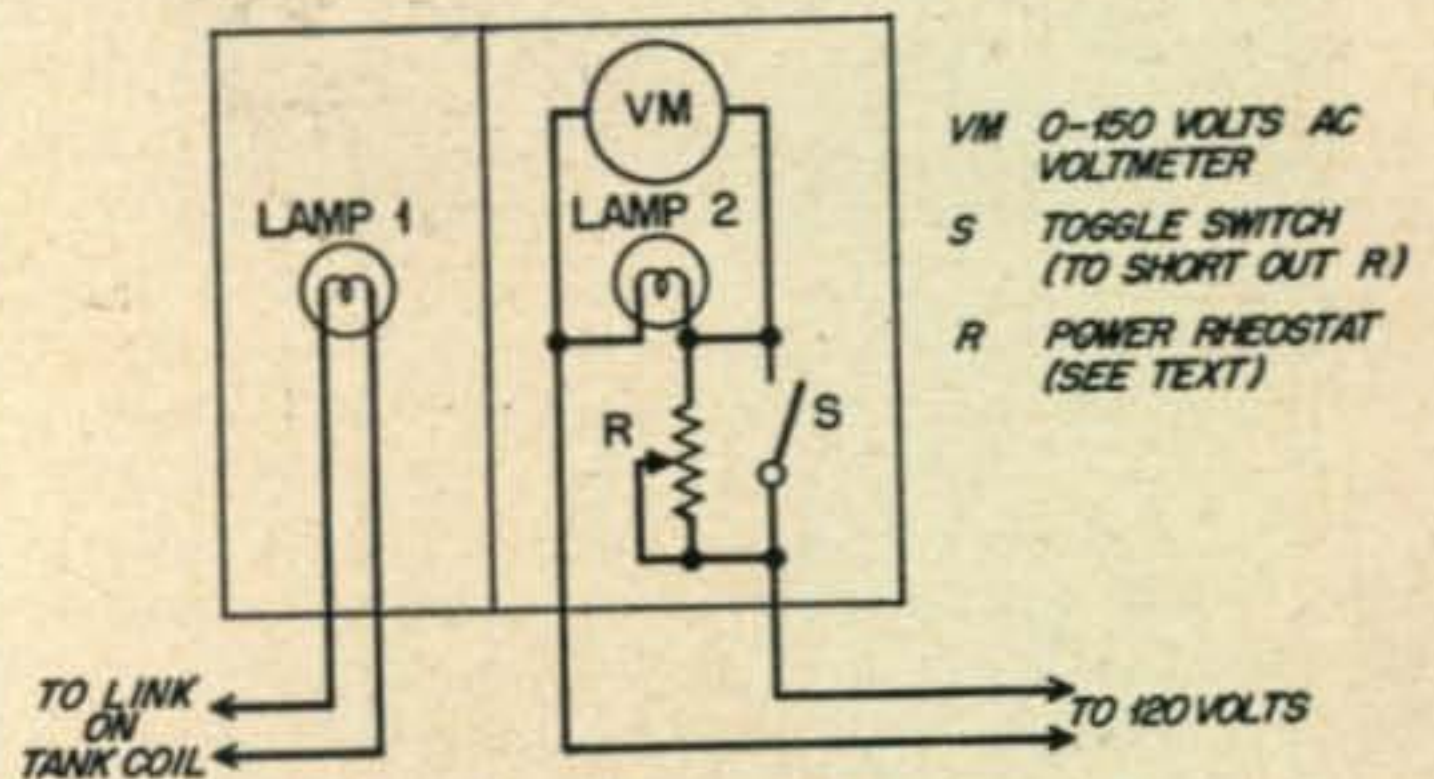 VM
LAMP 1
LAMP 2
R
S
VM 0-150 VOLTS AC
VOLTMETER
S TOGGLE SWITCH
(TO SHORT OUT R)
R POWER RHEOSTAT
(SEE TEXT)
TO LINK
ON
TANK COIL
TO 120 VOLTS